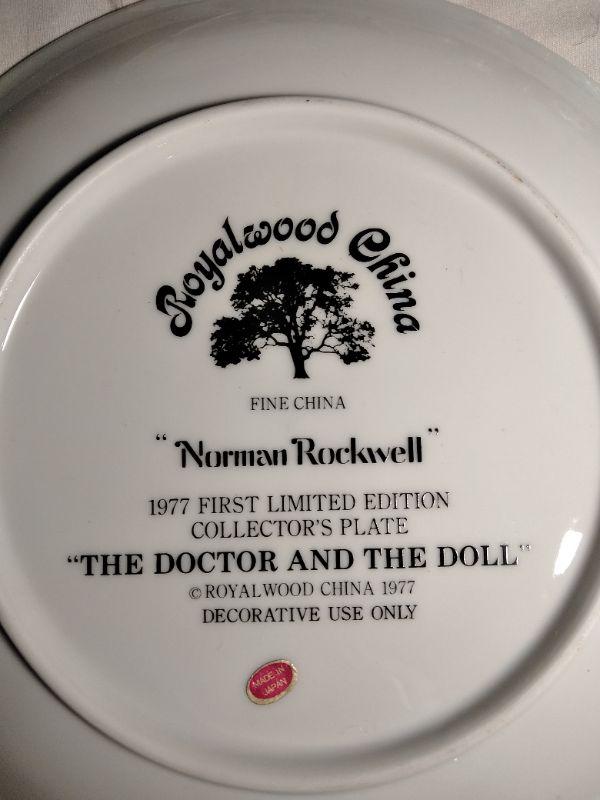 Royalwood China
FINE CHINA
"Norman Rockwell"
1977 FIRST LIMITED EDITION
COLLECTOR'S PLATE
"THE DOCTOR AND THE DOLL"
© ROYALWOOD CHINA 1977
DECORATIVE USE ONLY
MADE IN
JAPAN